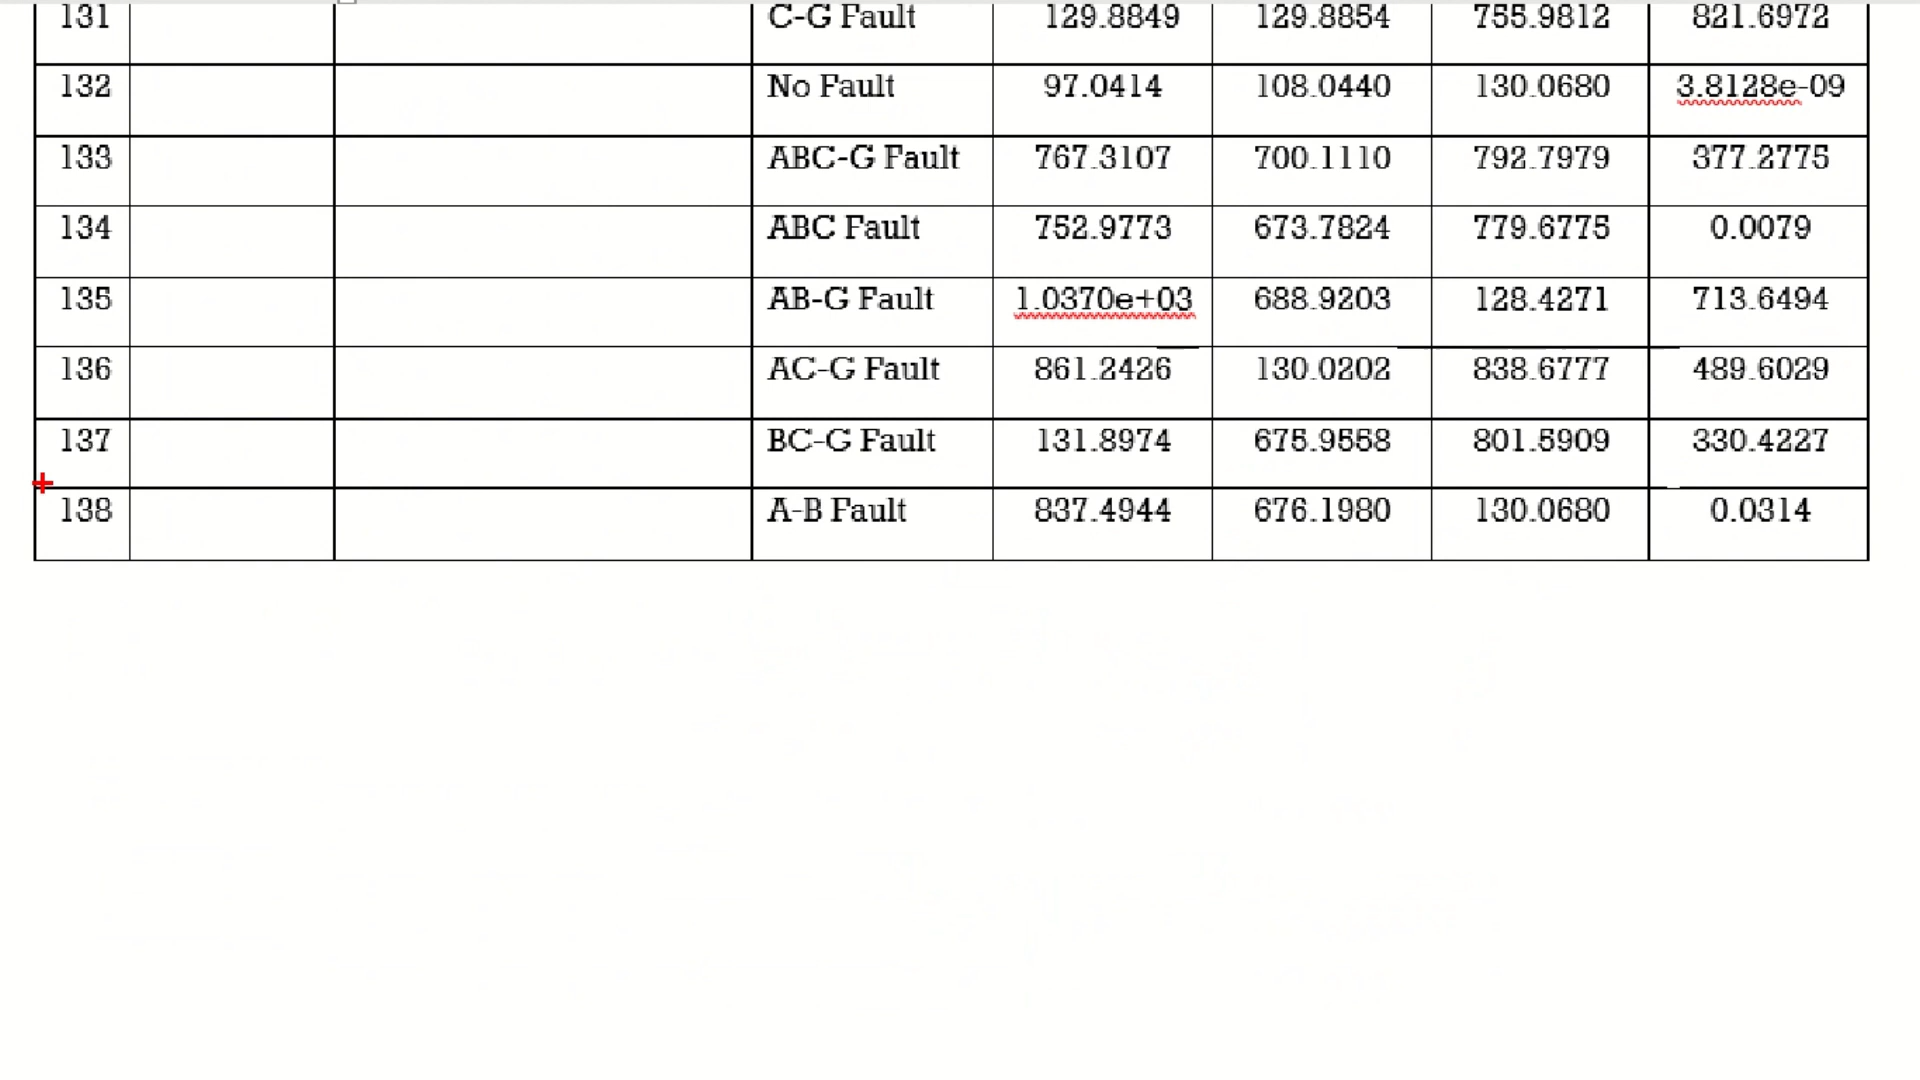 131 C-G Fault 129.8849 129.8854 755.9812 821.6972
132 No Fault 97.0414 108.0440 130.0680 3.8128e-09
133 ABC-G Fault 767.3107 700.1110 792.7979 377.2775
134 ABC Fault 752.9773 673.7824 779.6775 0.0079
135 AB-G Fault 1.0370e+03 688.9203 128.4271 713.6494
136 AC-G Fault 861.2426 130.0202 838.6777 489.6029
137 BC-G Fault 131.8974 675.9558 801.5909 330.4227
138 A-B Fault 837.4944 676.1980 130.0680 0.0314